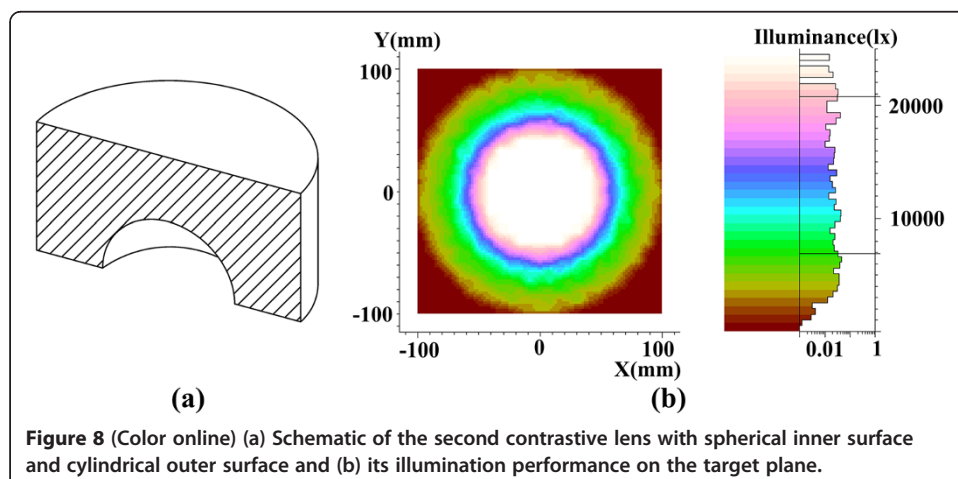 Y(mm)
Illuminance(lx)
100
0
-100
-100 0 100
X(mm)
20000
10000
0.01 1
(a)
(b)
Figure 8 (Color online) (a) Schematic of the second contrastive lens with spherical inner surface
and cylindrical outer surface and (b) its illumination performance on the target plane.